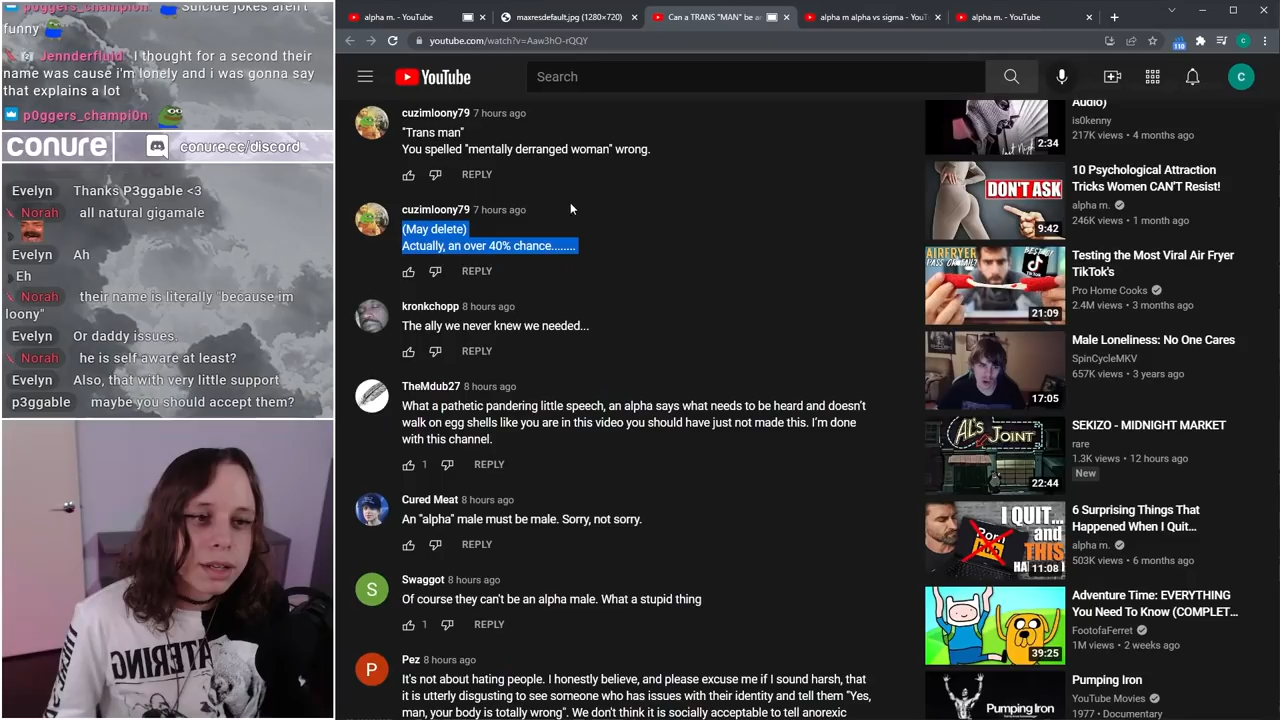 Suicide jokes aren't
funny
Jennderfluid: I thought for a second their
name was cause i'm lonely and i was gonna say
that explains a lot
p0ggers_champi0n:
conure
conure.cc/discord
Evelyn Thanks P3ggable <3
Norah all natural gigamale
Evelyn Ah
Eh
Norah their name is literally "because im
loony"
Evelyn Or daddy issues.
Norah he is self aware at least?
Evelyn Also, that with very little support
p3ggable maybe you should accept them?
alpha m. - YouTube
maxresdefault.jpg (1280×720)
Can a TRANS "MAN" be a
alpha m alpha vs sigma - YouT
alpha m. - YouTube
youtube.com/watch?v=Aaw3hO-rQQY
110
C
YouTube
Search
C
cuzimloony79 7 hours ago
"Trans man"
You spelled "mentally derranged woman" wrong.
REPLY
cuzimloony79 7 hours ago
(May delete)
Actually, an over 40% chance........
REPLY
kronkchopp 8 hours ago
The ally we never knew we needed...
REPLY
TheMdub27 8 hours ago
What a pathetic pandering little speech, an alpha says what needs to be heard and doesn't
walk on egg shells like you are in this video you should have just not made this. I'm done
with this channel.
1 REPLY
Cured Meat 8 hours ago
An "alpha" male must be male. Sorry, not sorry.
REPLY
S
Swaggot 8 hours ago
Of course they can't be an alpha male. What a stupid thing
1 REPLY
P
Pez 8 hours ago
It's not about hating people. I honestly believe, and please excuse me if I sound harsh, that
it is utterly disgusting to see someone who has issues with their identity and tell them "Yes,
man, your body is totally wrong". We don't think it is socially acceptable to tell anorexic
Audio)
is0kenny
217K views • 4 months ago
2:34
10 Psychological Attraction
Tricks Women CAN'T Resist!
alpha m.
246K views • 1 month ago
DON'T ASK
9:42
Testing the Most Viral Air Fryer
TikTok's
Pro Home Cooks
2.4M views • 3 months ago
AIRFRYER
BEST OF
21:09
Male Loneliness: No One Cares
SpinCycleMKV
657K views • 3 years ago
17:05
SEKIZO - MIDNIGHT MARKET
rare
1.3K views • 12 hours ago
New
AL'S
JOINT
22:44
6 Surprising Things That
Happened When I Quit...
alpha m.
503K views • 6 months ago
I QUIT...
and
THIS
11:08
Adventure Time: EVERYTHING
You Need To Know (COMPLET...
FootofaFerret
1M views • 2 weeks ago
39:25
Pumping Iron
YouTube Movies
1977 • Documentary
Pumping Iron